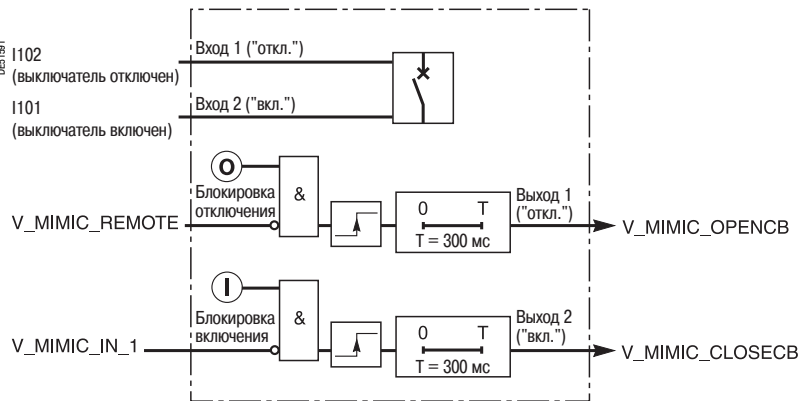 I102
(выключатель отключен)
Вход 1 ("откл.")
I101
(выключатель включен)
Вход 2 ("вкл.")
O
Блокировка
отключения
&
V_MIMIC_REMOTE
0 T
T = 300 мс
Выход 1
("откл.")
V_MIMIC_OPENCB
I
Блокировка
включения
&
V_MIMIC_IN_1
0 T
T = 300 мс
Выход 2
("вкл.")
V_MIMIC_CLOSECB